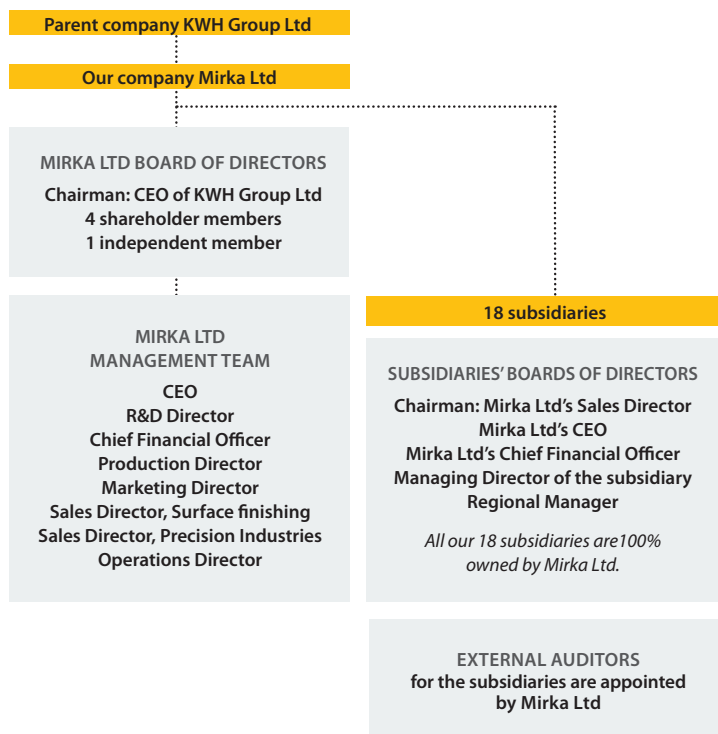 Parent company KWH Group Ltd
Our company Mirka Ltd
MIRKA LTD BOARD OF DIRECTORS
Chairman: CEO of KWH Group Ltd
4 shareholder members
1 independent member
MIRKA LTD
MANAGEMENT TEAM
CEO
R&D Director
Chief Financial Officer
Production Director
Marketing Director
Sales Director, Surface finishing
Sales Director, Precision Industries
Operations Director
18 subsidiaries
SUBSIDIARIES’ BOARDS OF DIRECTORS
Chairman: Mirka Ltd’s Sales Director
Mirka Ltd’s CEO
Mirka Ltd’s Chief Financial Officer
Managing Director of the subsidiary
Regional Manager
All our 18 subsidiaries are100%
owned by Mirka Ltd.
EXTERNAL AUDITORS
for the subsidiaries are appointed
by Mirka Ltd